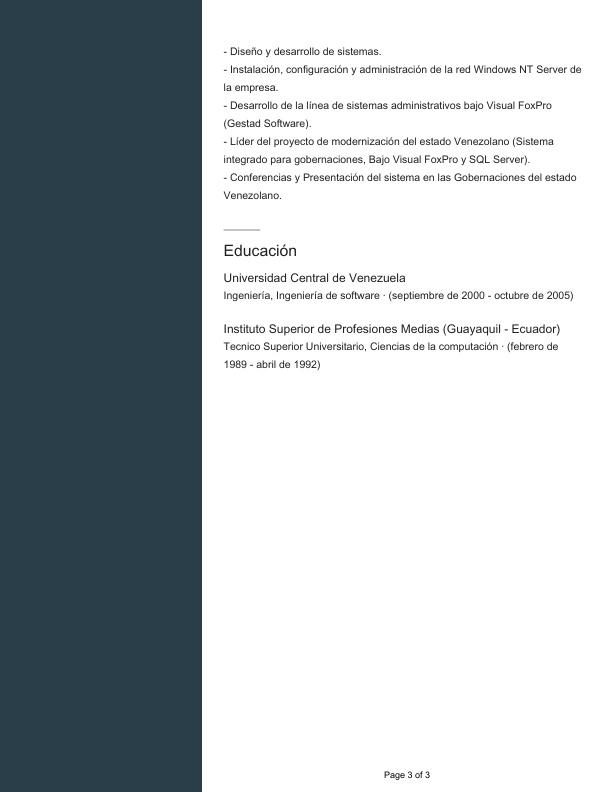 - Diseño y desarrollo de sistemas.
- Instalación, configuración y administración de la red Windows NT Server de
la empresa.
- Desarrollo de la línea de sistemas administrativos bajo Visual FoxPro
(Gestad Software).
- Líder del proyecto de modernización del estado Venezolano (Sistema
integrado para gobernaciones, Bajo Visual FoxPro y SQL Server).
- Conferencias y Presentación del sistema en las Gobernaciones del estado
Venezolano.
Educación
Universidad Central de Venezuela
Ingeniería, Ingeniería de software · (septiembre de 2000 - octubre de 2005)
Instituto Superior de Profesiones Medias (Guayaquil - Ecuador)
Tecnico Superior Universitario, Ciencias de la computación · (febrero de
1989 - abril de 1992)
Page 3 of 3